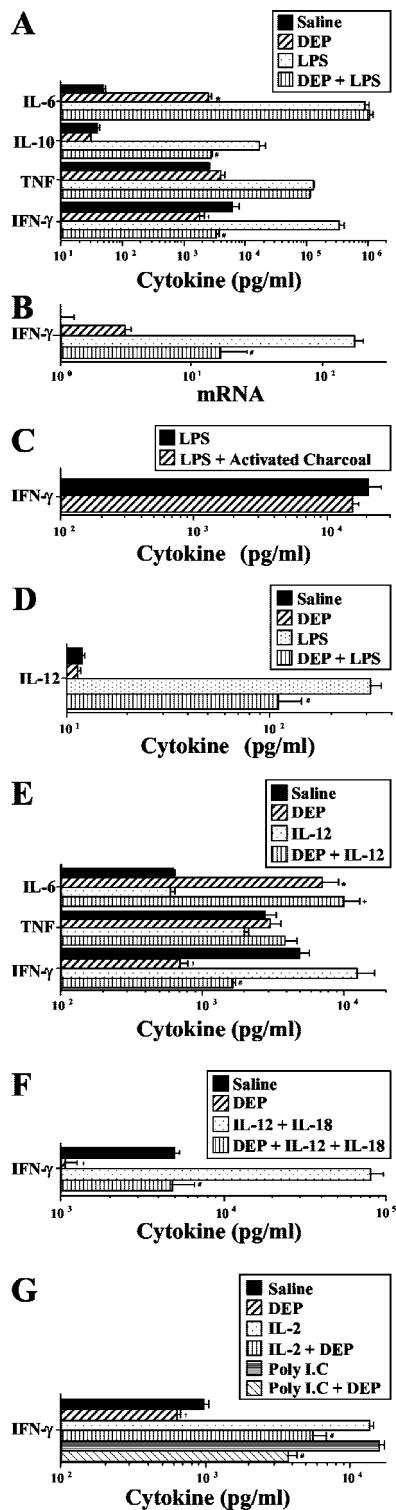 A
Saline
DEP
LPS
DEP + LPS
IL-6
*
IL-10
#
TNF
IFN-γ
#
10¹ 10² 10³ 10⁴ 10⁵ 10⁶
Cytokine (pg/ml)
B
IFN-γ
#
10⁰ 10¹ 10²
mRNA
C
LPS
LPS + Activated Charcoal
IFN-γ
10² 10³ 10⁴
Cytokine (pg/ml)
D
Saline
DEP
LPS
DEP + LPS
IL-12
#
10¹ 10²
Cytokine (pg/ml)
E
Saline
DEP
IL-12
DEP + IL-12
IL-6
*
+
TNF
IFN-γ
#
10² 10³ 10⁴
Cytokine (pg/ml)
F
Saline
DEP
IL-12 + IL-18
DEP + IL-12 + IL-18
IFN-γ
#
10³ 10⁴ 10⁵
Cytokine (pg/ml)
G
Saline
DEP
IL-2
IL-2 + DEP
Poly I.C
Poly I.C + DEP
IFN-γ
#
#
10² 10³ 10⁴
Cytokine (pg/ml)